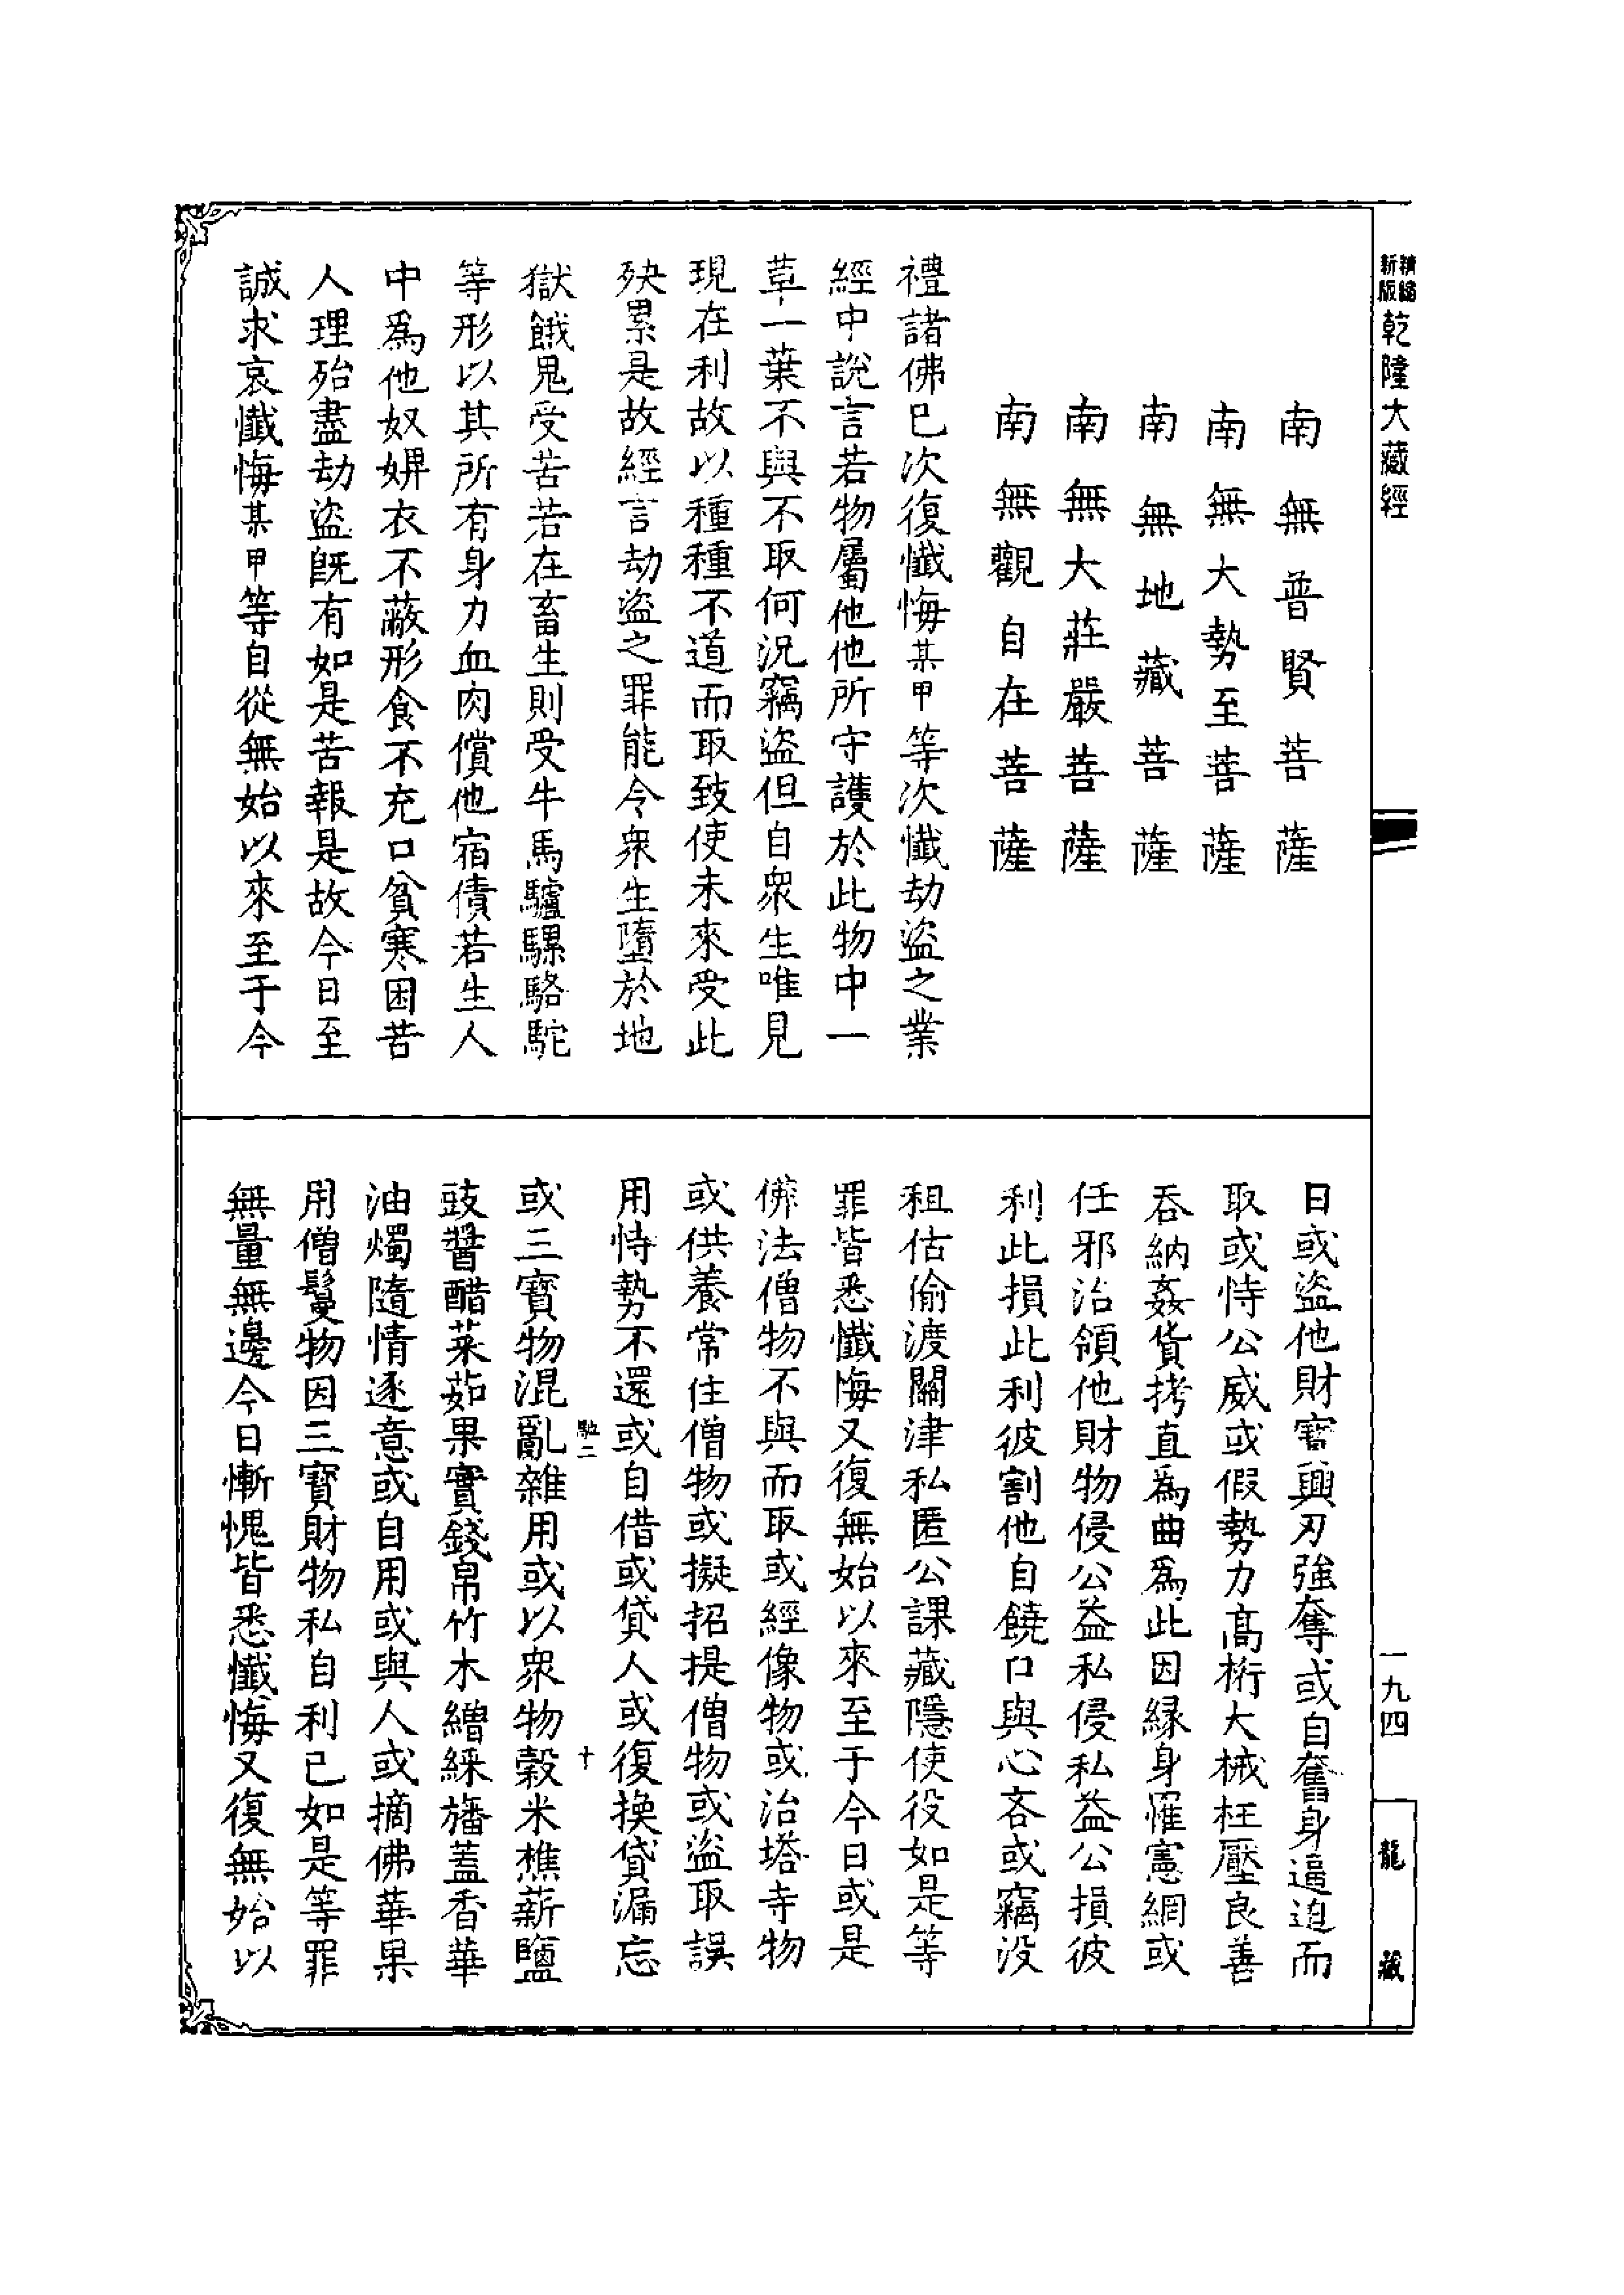 精縮新版乾隆大藏經
南無普賢菩薩
南無大勢至菩薩
南無地藏菩薩
南無大莊嚴菩薩
南無觀自在菩薩
禮諸佛已次復懺悔某甲等次懺劫盜之業
經中說言若物屬他他所守護於此物中一
草一葉不與不取何況竊盜但自眾生唯見
現在利故以種種不道而取致使未來受此
殃累是故經言劫盜之罪能令眾生墮於地
獄餓鬼受苦若在畜生則受牛馬驢騾駱駝
等形以其所有身力血肉償他宿債若生人
中為他奴婢衣不蔽形食不充口貧寒困苦
人理殆盡劫盜既有如是苦報是故今日至
誠求哀懺悔某甲等自從無始以來至于今
日或盜他財寶興刃強奪或自奮身逼迫而
取或恃公威或假勢力高桁大械枉壓良善
吞納姦貨拷直為曲為此因緣身罹憲網或
任邪治領他財物侵公益私侵私益公損彼
利此損此利彼割他自饒口與心吝或竊沒
租估偷渡關津私匿公課藏隱使役如是等
罪皆悉懺悔又復無始以來至于今日或是
佛法僧物不與而取或經像物或治塔寺物
或供養常住僧物或擬招提僧物或盜取誤
用恃勢不還或自借或貸人或復換貸漏忘
馳二
十
或三寶物混亂雜用或以眾物穀米樵薪鹽
豉醬醋菜茹果實錢帛竹木繒綵旛蓋香華
油燭隨情逐意或自用或與人或摘佛華果
用僧鬘物因三寶財物私自利已如是等罪
無量無邊今日慚愧皆悉懺悔又復無始以
一九四
龍藏